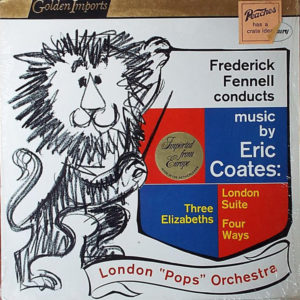 Golden Imports
Peaches
has a
crate idea
Frederick
Fennell
conducts
music
by
Eric
Coates:
Imported
from
Europe
London
Suite
Three
Elizabeths
Four
Ways
London "Pops" Orchestra